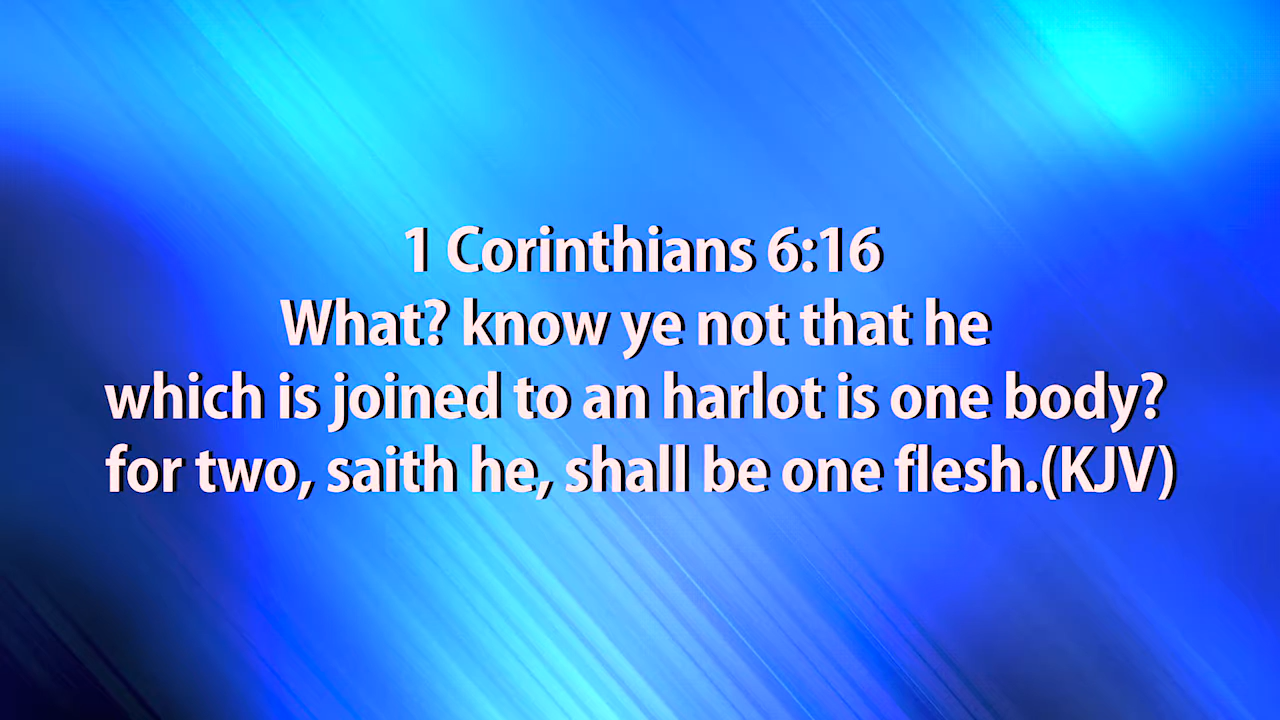 1 Corinthians 6:16
What? know ye not that he
which is joined to an harlot is one body?
for two, saith he, shall be one flesh.(KJV)